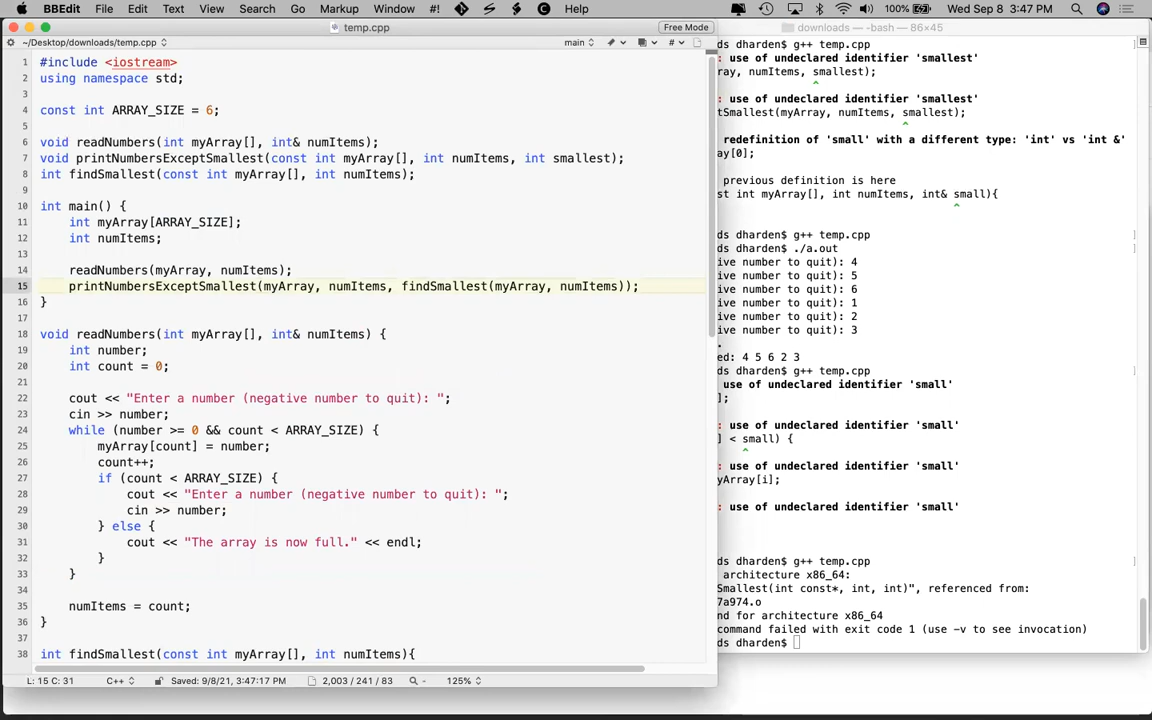 BBEdit File Edit Text View Search Go Markup Window #! Help 100% Wed Sep 8 3:47 PM
temp.cpp Free Mode
~/Desktop/downloads/temp.cpp main #
1 #include <iostream>
2 using namespace std;
3
4 const int ARRAY_SIZE = 6;
5
6 void readNumbers(int myArray[], int& numItems);
7 void printNumbersExceptSmallest(const int myArray[], int numItems, int smallest);
8 int findSmallest(const int myArray[], int numItems);
9
10 int main() {
11 int myArray[ARRAY_SIZE];
12 int numItems;
13
14 readNumbers(myArray, numItems);
15 printNumbersExceptSmallest(myArray, numItems, findSmallest(myArray, numItems));
16 }
17
18 void readNumbers(int myArray[], int& numItems) {
19 int number;
20 int count = 0;
21
22 cout << "Enter a number (negative number to quit): ";
23 cin >> number;
24 while (number >= 0 && count < ARRAY_SIZE) {
25 myArray[count] = number;
26 count++;
27 if (count < ARRAY_SIZE) {
28 cout << "Enter a number (negative number to quit): ";
29 cin >> number;
30 } else {
31 cout << "The array is now full." << endl;
32 }
33 }
34
35 numItems = count;
36 }
37
38 int findSmallest(const int myArray[], int numItems){
L: 15 C: 31 C++ Saved: 9/8/21, 3:47:17 PM 2,003 / 241 / 83 125%
downloads — -bash — 86×45
ds dharden$ g++ temp.cpp
: use of undeclared identifier 'smallest'
ray, numItems, smallest);
^
: use of undeclared identifier 'smallest'
tSmallest(myArray, numItems, smallest);
^
redefinition of 'small' with a different type: 'int' vs 'int &'
ay[0];
previous definition is here
st int myArray[], int numItems, int& small){
^
ds dharden$ g++ temp.cpp
ds dharden$ ./a.out
ive number to quit): 4
ive number to quit): 5
ive number to quit): 6
ive number to quit): 1
ive number to quit): 2
ive number to quit): 3
.
ed: 4 5 6 2 3
ds dharden$ g++ temp.cpp
use of undeclared identifier 'small'
];
: use of undeclared identifier 'small'
] < small) {
^
: use of undeclared identifier 'small'
yArray[i];
: use of undeclared identifier 'small'
ds dharden$ g++ temp.cpp
architecture x86_64:
Smallest(int const*, int, int)", referenced from:
7a974.o
nd for architecture x86_64
command failed with exit code 1 (use -v to see invocation)
ds dharden$